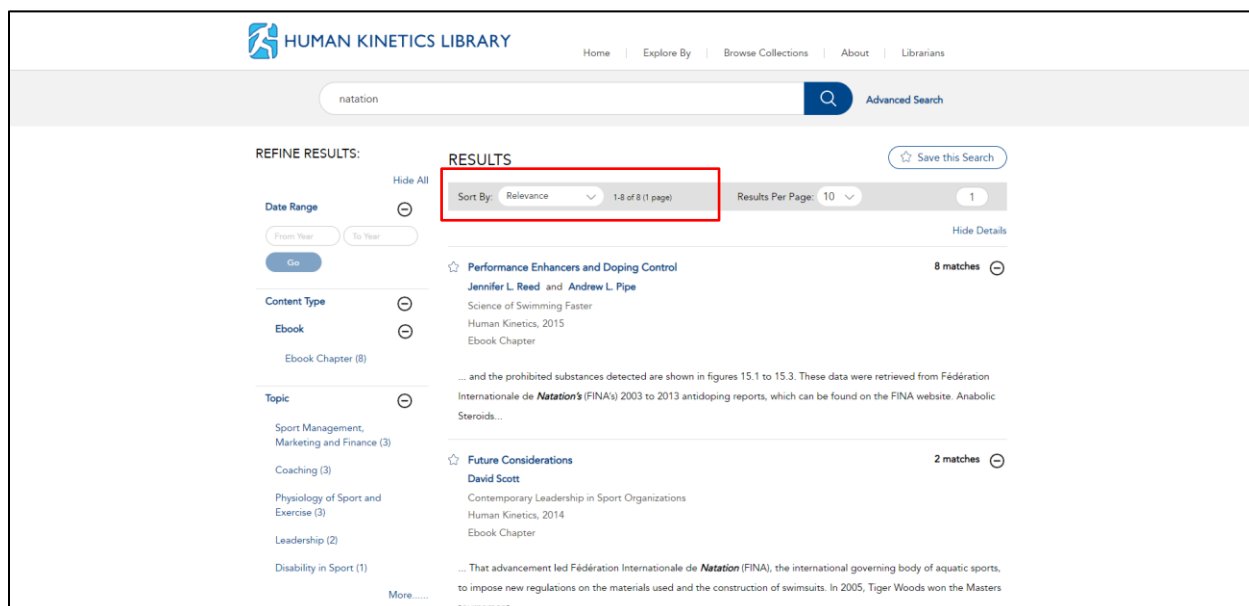 HUMAN KINETICS LIBRARY
Home | Explore By | Browse Collections | About | Librarians
natation
Advanced Search
REFINE RESULTS:
Hide All
Date Range
From Year To Year
Go
Content Type
Ebook
Ebook Chapter (8)
Topic
Sport Management,
Marketing and Finance (3)
Coaching (3)
Physiology of Sport and
Exercise (3)
Leadership (2)
Disability in Sport (1)
More......
RESULTS
Save this Search
Sort By: Relevance 1-8 of 8 (1 page) Results Per Page: 10 1
Hide Details
Performance Enhancers and Doping Control 8 matches
Jennifer L. Reed and Andrew L. Pipe
Science of Swimming Faster
Human Kinetics, 2015
Ebook Chapter
... and the prohibited substances detected are shown in figures 15.1 to 15.3. These data were retrieved from Fédération
Internationale de Natation's (FINA's) 2003 to 2013 antidoping reports, which can be found on the FINA website. Anabolic
Steroids...
Future Considerations 2 matches
David Scott
Contemporary Leadership in Sport Organizations
Human Kinetics, 2014
Ebook Chapter
... That advancement led Fédération Internationale de Natation (FINA), the international governing body of aquatic sports,
to impose new regulations on the materials used and the construction of swimsuits. In 2005, Tiger Woods won the Masters